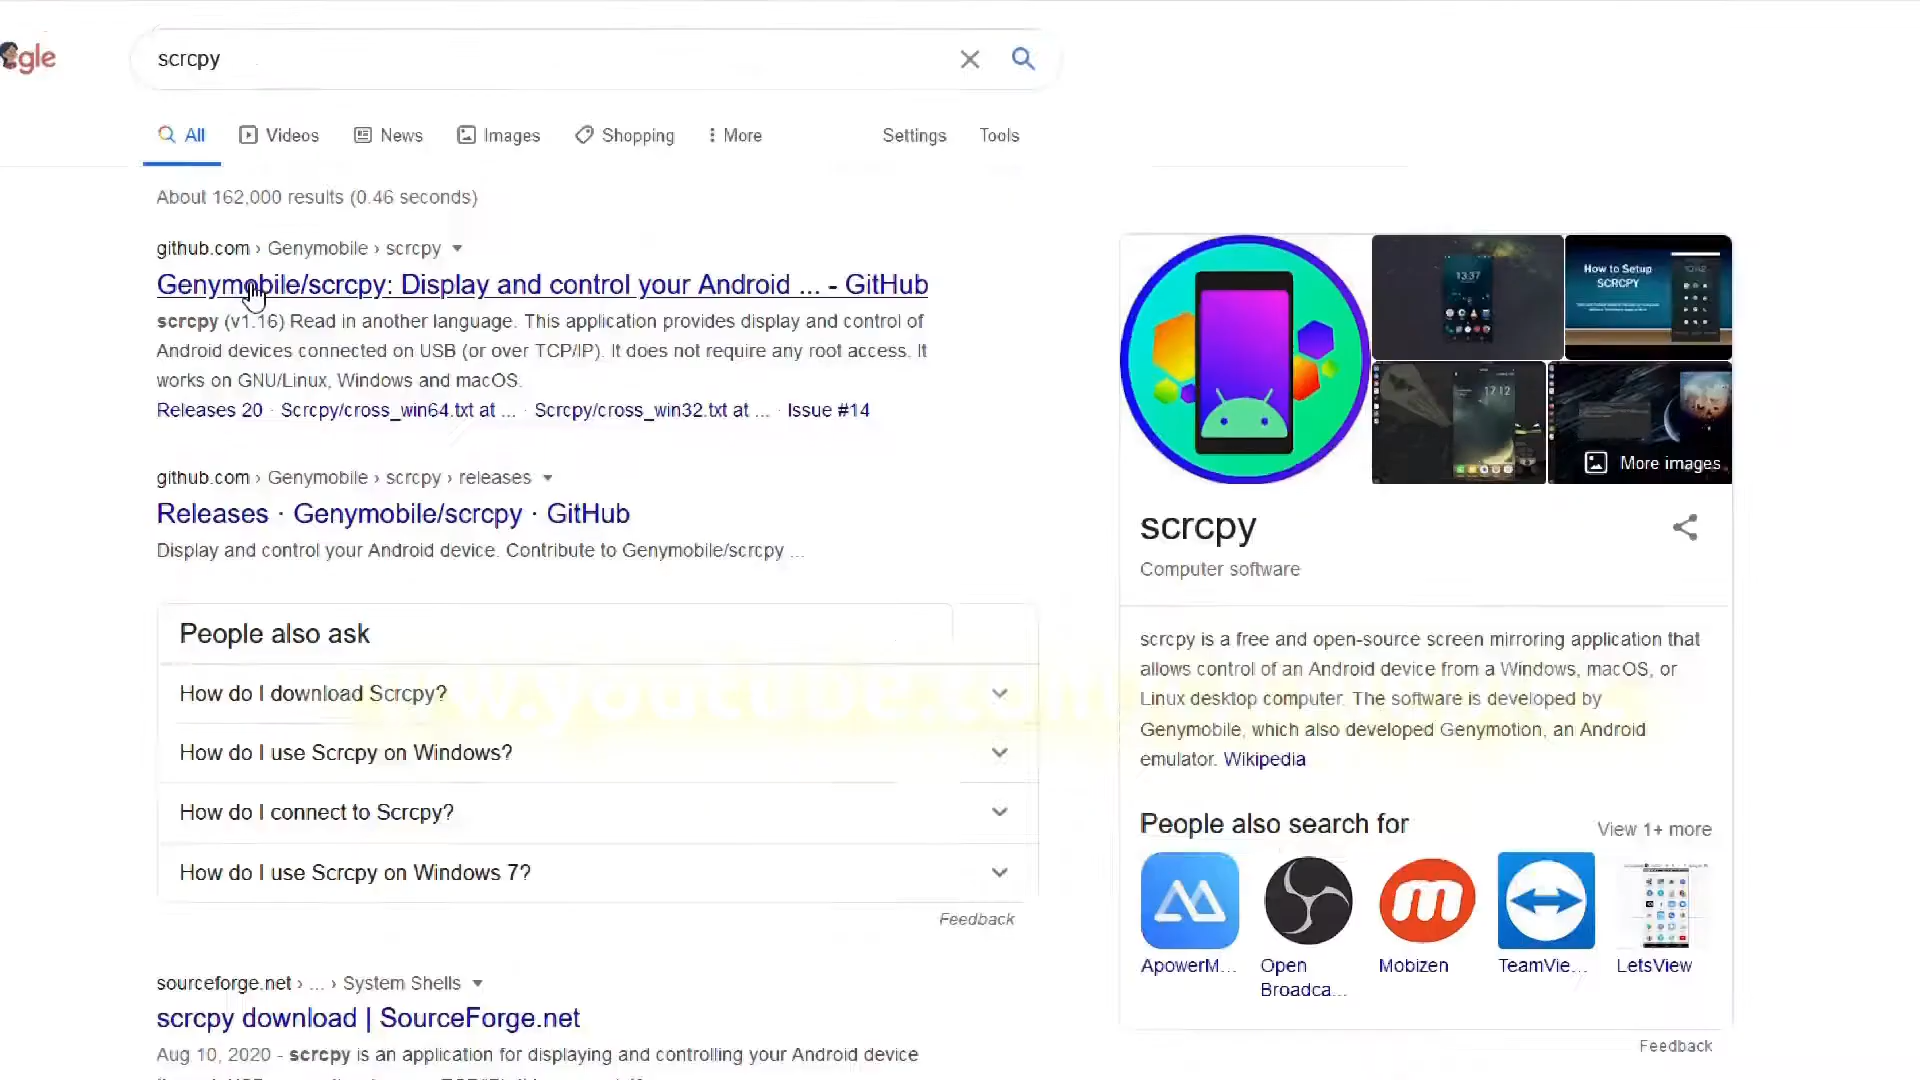 gle
scrcpy
All
Videos
News
Images
Shopping
More
Settings
Tools
About 162,000 results (0.46 seconds)
github.com › Genymobile › scrcpy
Genymobile/scrcpy: Display and control your Android ... - GitHub
scrcpy (v1.16) Read in another language. This application provides display and control of
Android devices connected on USB (or over TCP/IP). It does not require any root access. It
works on GNU/Linux, Windows and macOS.
Releases 20 · Scrcpy/cross_win64.txt at ... · Scrcpy/cross_win32.txt at ... · Issue #14
github.com › Genymobile › scrcpy › releases
Releases · Genymobile/scrcpy · GitHub
Display and control your Android device. Contribute to Genymobile/scrcpy ...
People also ask
How do I download Scrcpy?
How do I use Scrcpy on Windows?
How do I connect to Scrcpy?
How do I use Scrcpy on Windows 7?
Feedback
sourceforge.net › ... › System Shells
scrcpy download | SourceForge.net
Aug 10, 2020 - scrcpy is an application for displaying and controlling your Android device
13.37
How to Setup
SCRCPY
17 12
More images
scrcpy
Computer software
scrcpy is a free and open-source screen mirroring application that
allows control of an Android device from a Windows, macOS, or
Linux desktop computer. The software is developed by
Genymobile, which also developed Genymotion, an Android
emulator. Wikipedia
People also search for
View 1+ more
ApowerM...
Open
Broadca...
Mobizen
TeamVie...
LetsView
Feedback